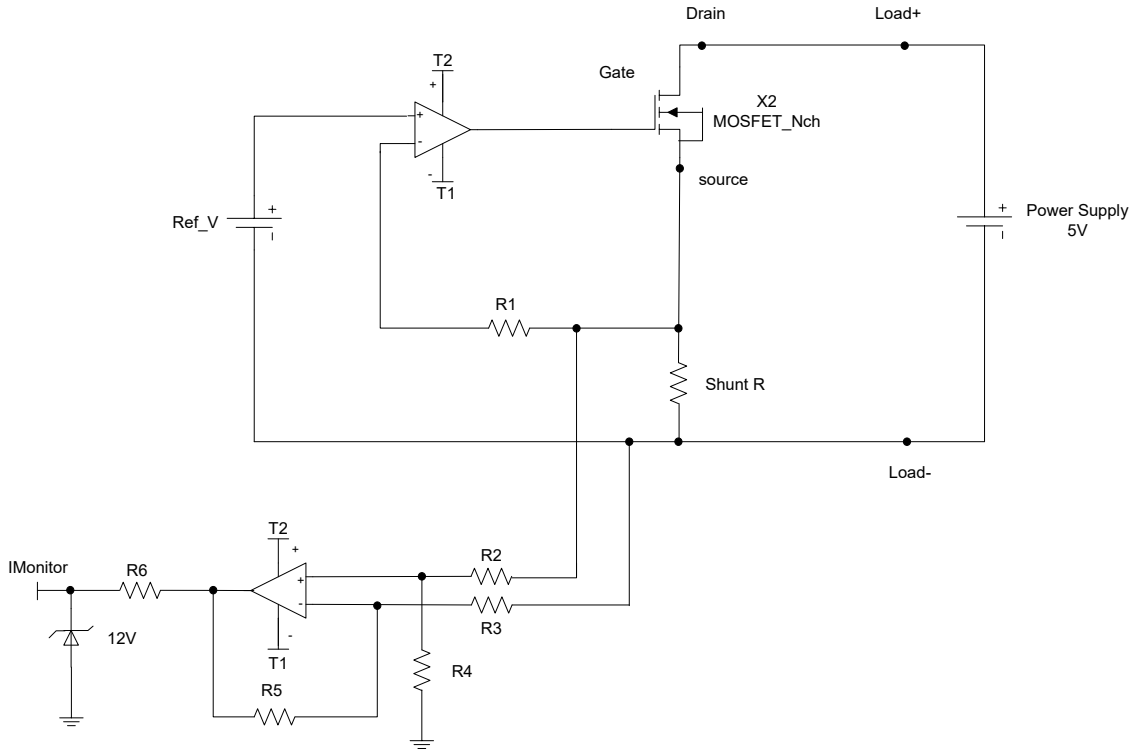 Drain
Load+
T2
+
Gate
X2
MOSFET_Nch
+
-
-
T1
source
Ref_V
+
-
+
-
Power Supply
5V
R1
Shunt R
Load-
T2
+
R2
IMonitor
R6
+
-
R3
12V
-
T1
R4
R5